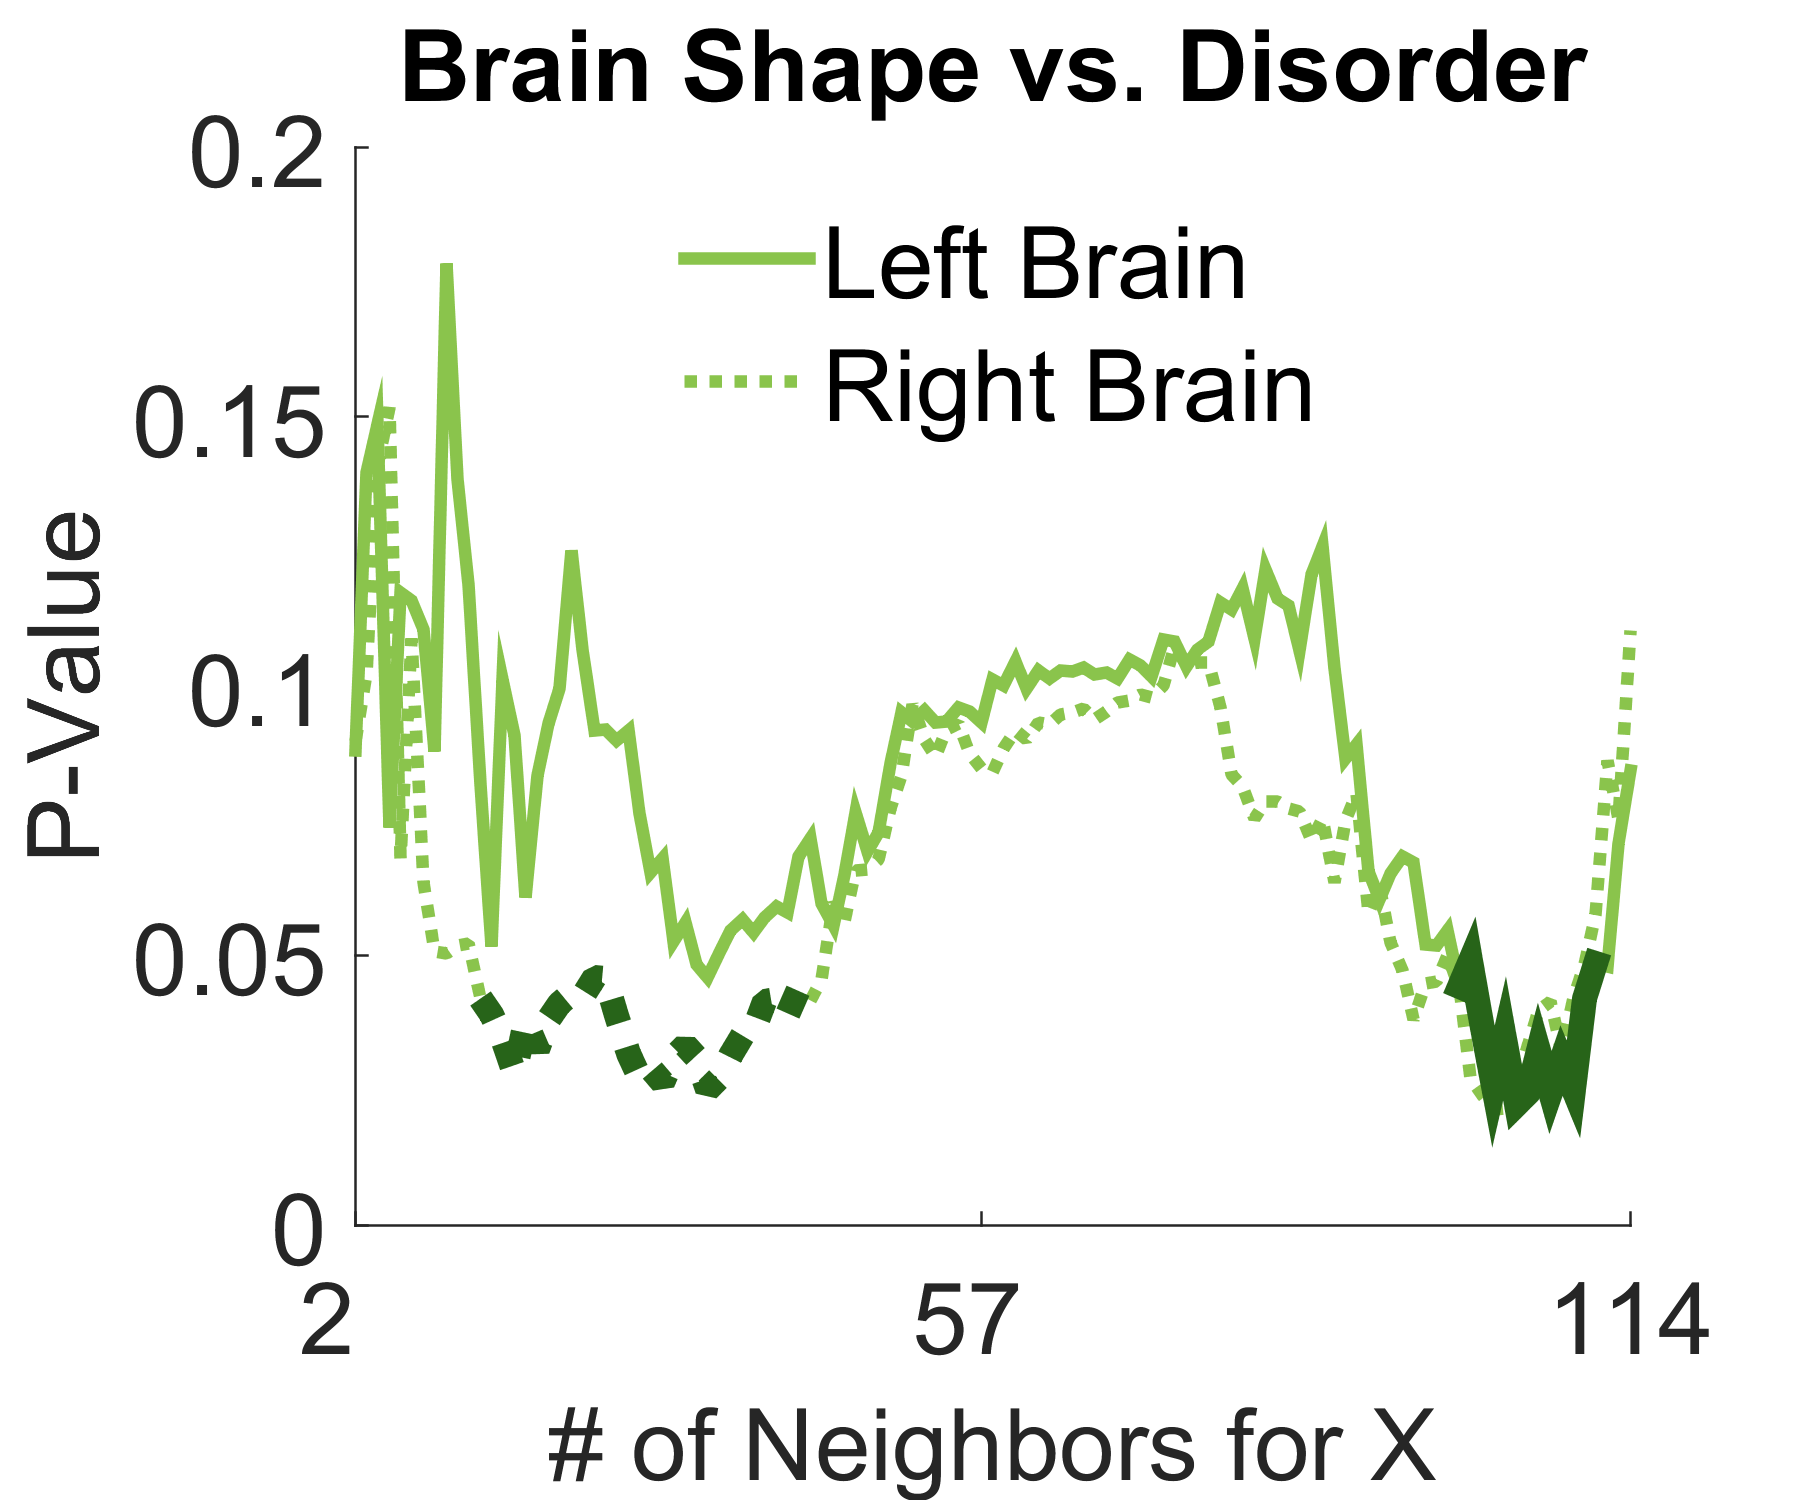 Brain Shape vs. Disorder
0.2
Left Brain
Right Brain
0.15
0.1
0.05
0
P-Value
2
57
114
# of Neighbors for X